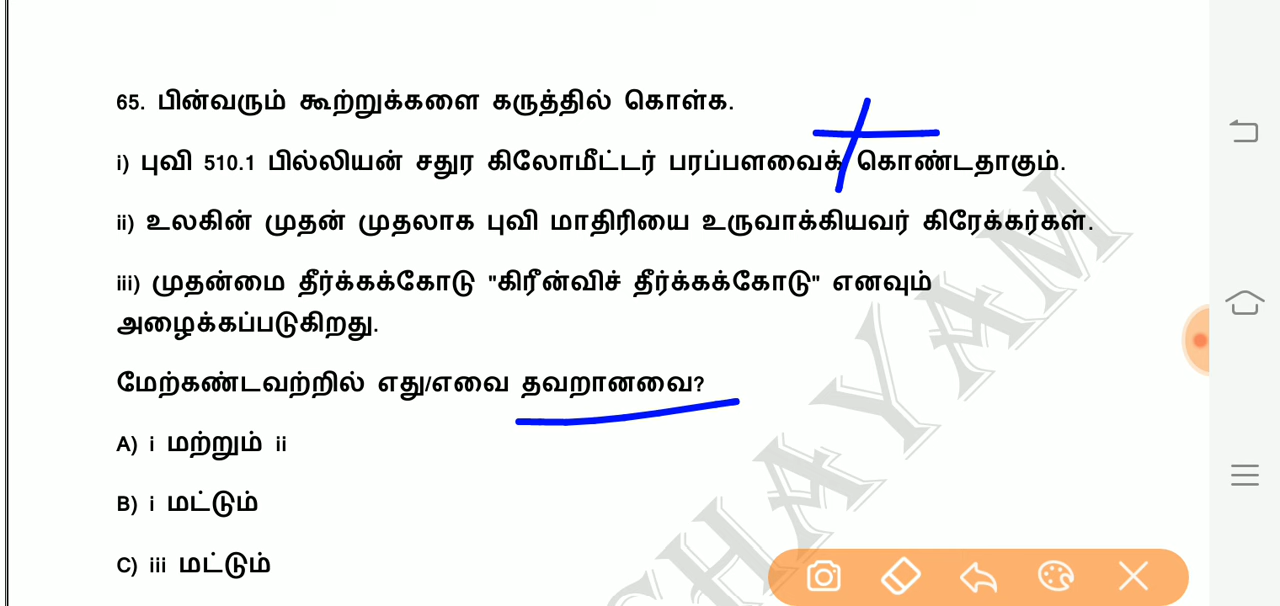 65. பின்வரும் கூற்றுக்களை கருத்தில் கொள்க.
i) புவி 510.1 பில்லியன் சதுர கிலோமீட்டர் பரப்பளவைக் கொண்டதாகும்.
ii) உலகின் முதன் முதலாக புவி மாதிரியை உருவாக்கியவர் கிரேக்கர்கள்.
iii) முதன்மை தீர்க்கக்கோடு "கிரீன்விச் தீர்க்கக்கோடு" எனவும்
அழைக்கப்படுகிறது.
மேற்கண்டவற்றில் எது/எவை தவறானவை?
A) i மற்றும் ii
B) i மட்டும்
C) iii மட்டும்
SHAYAM